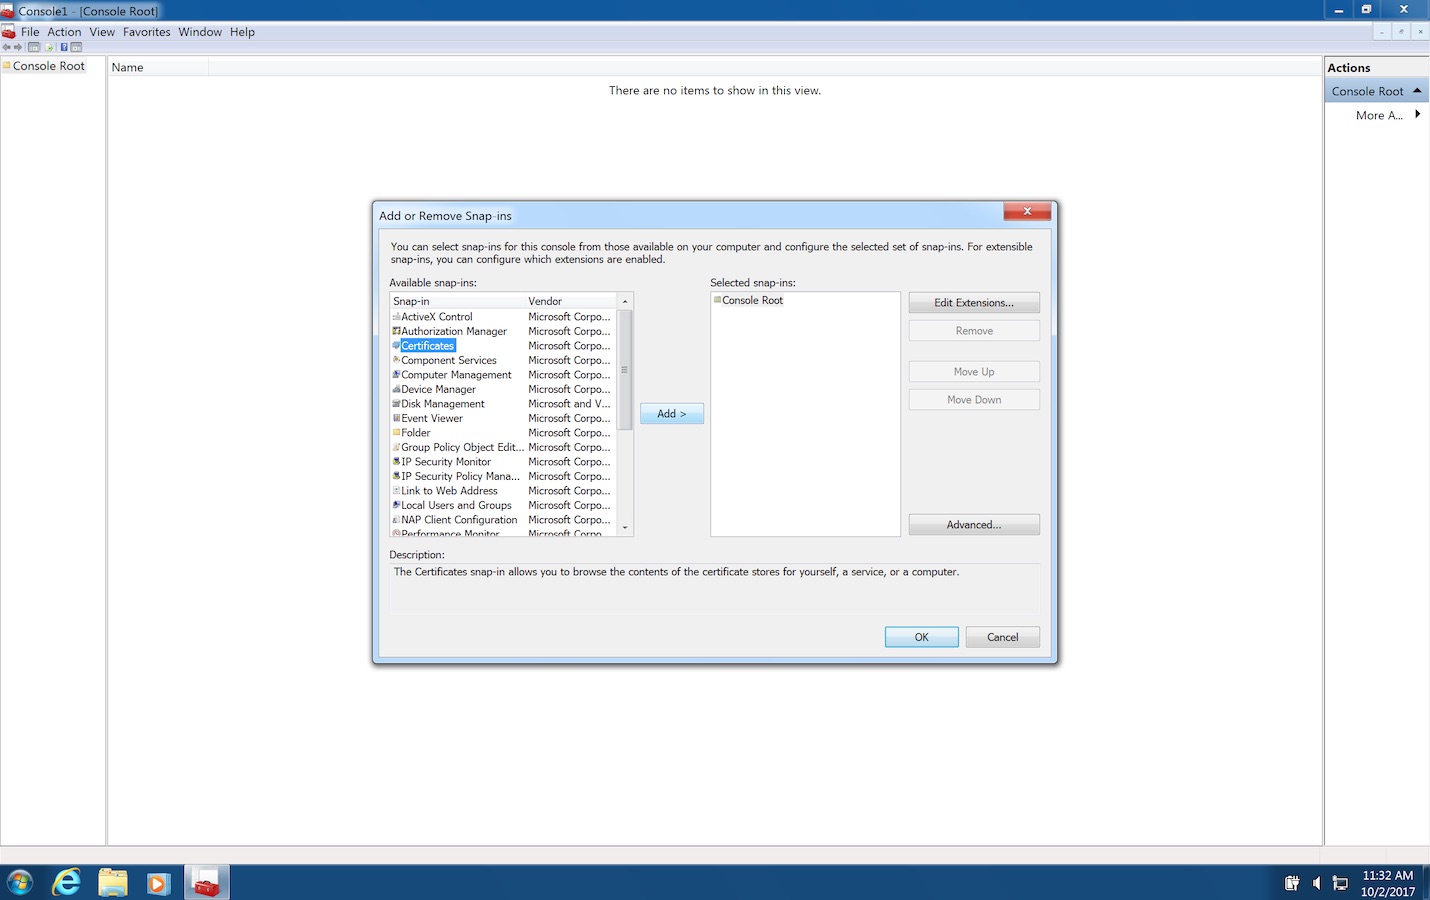 Console1 - [Console Root]
File Action View Favorites Window Help
Console Root
Name
There are no items to show in this view.
Actions
Console Root
More A...
Add or Remove Snap-ins
You can select snap-ins for this console from those available on your computer and configure the selected set of snap-ins. For extensible
snap-ins, you can configure which extensions are enabled.
Available snap-ins:
Selected snap-ins:
Snap-in Vendor
ActiveX Control Microsoft Corpo...
Authorization Manager Microsoft Corpo...
Certificates Microsoft Corpo...
Component Services Microsoft Corpo...
Computer Management Microsoft Corpo...
Device Manager Microsoft Corpo...
Disk Management Microsoft and V...
Event Viewer Microsoft Corpo...
Folder Microsoft Corpo...
Group Policy Object Edit... Microsoft Corpo...
IP Security Monitor Microsoft Corpo...
IP Security Policy Mana... Microsoft Corpo...
Link to Web Address Microsoft Corpo...
Local Users and Groups Microsoft Corpo...
NAP Client Configuration Microsoft Corpo...
Performance Monitor Microsoft Corpo...
Add >
Console Root
Edit Extensions...
Remove
Move Up
Move Down
Advanced...
Description:
The Certificates snap-in allows you to browse the contents of the certificate stores for yourself, a service, or a computer.
OK
Cancel
11:32 AM
10/2/2017